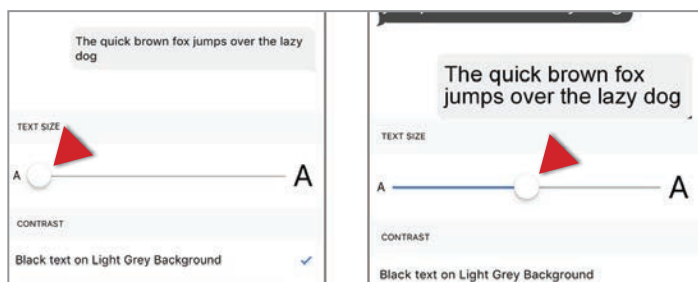 The quick brown fox jumps over the lazy
dog
TEXT SIZE
A A
CONTRAST
Black text on Light Grey Background
The quick brown fox
jumps over the lazy dog
TEXT SIZE
A A
CONTRAST
Black text on Light Grey Background